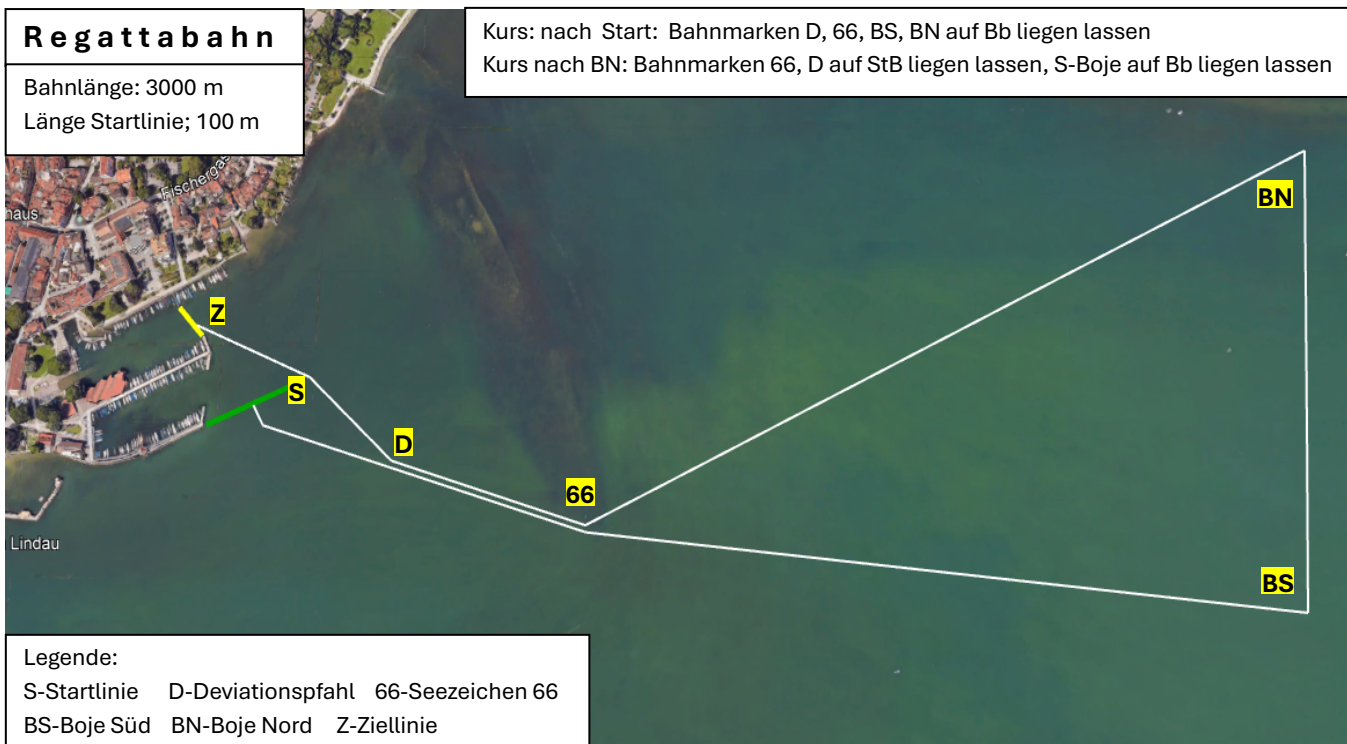 Regattabahn
Bahnlänge: 3000 m
Länge Startlinie; 100 m
Kurs: nach Start: Bahnmarken D, 66, BS, BN auf Bb liegen lassen
Kurs nach BN: Bahnmarken 66, D auf StB liegen lassen, S-Boje auf Bb liegen lassen
BN
Z
S
D
66
BS
Lindau
Legende:
S-Startlinie D-Deviationspfahl 66-Seezeichen 66
BS-Boje Süd BN-Boje Nord Z-Ziellinie